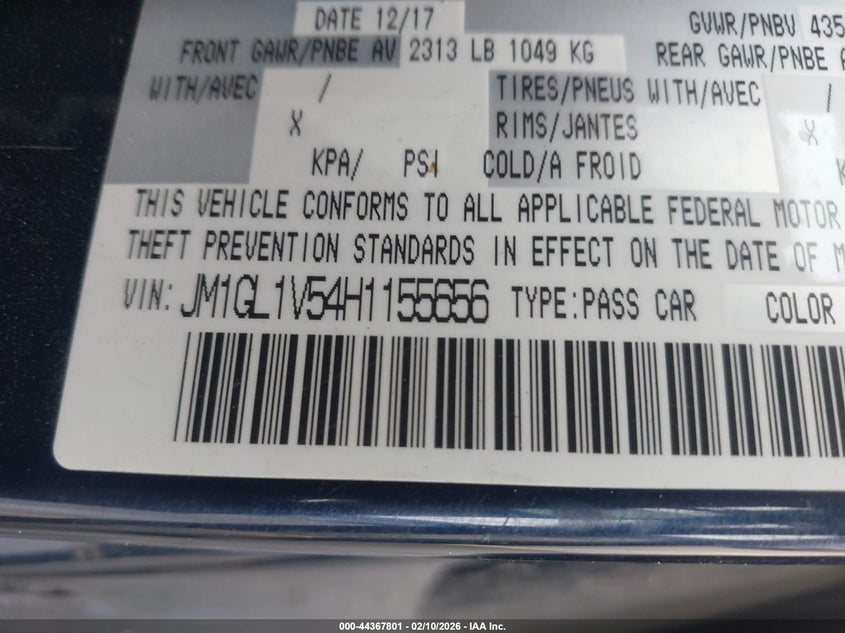 DATE 12/17 GVWR/PNBV 435
FRONT GAWR/PNBE AV 2313 LB 1049 KG REAR GAWR/PNBE A
WITH/AVEC / TIRES/PNEUS WITH/AVEC /
X RIMS/JANTES X
KPA/ PSI COLD/A FROID K
THIS VEHICLE CONFORMS TO ALL APPLICABLE FEDERAL MOTOR
THEFT PREVENTION STANDARDS IN EFFECT ON THE DATE OF M
VIN: JM1GL1V54H1155656 TYPE:PASS CAR COLOR
000-44367801 - 02/10/2026 - IAA Inc.